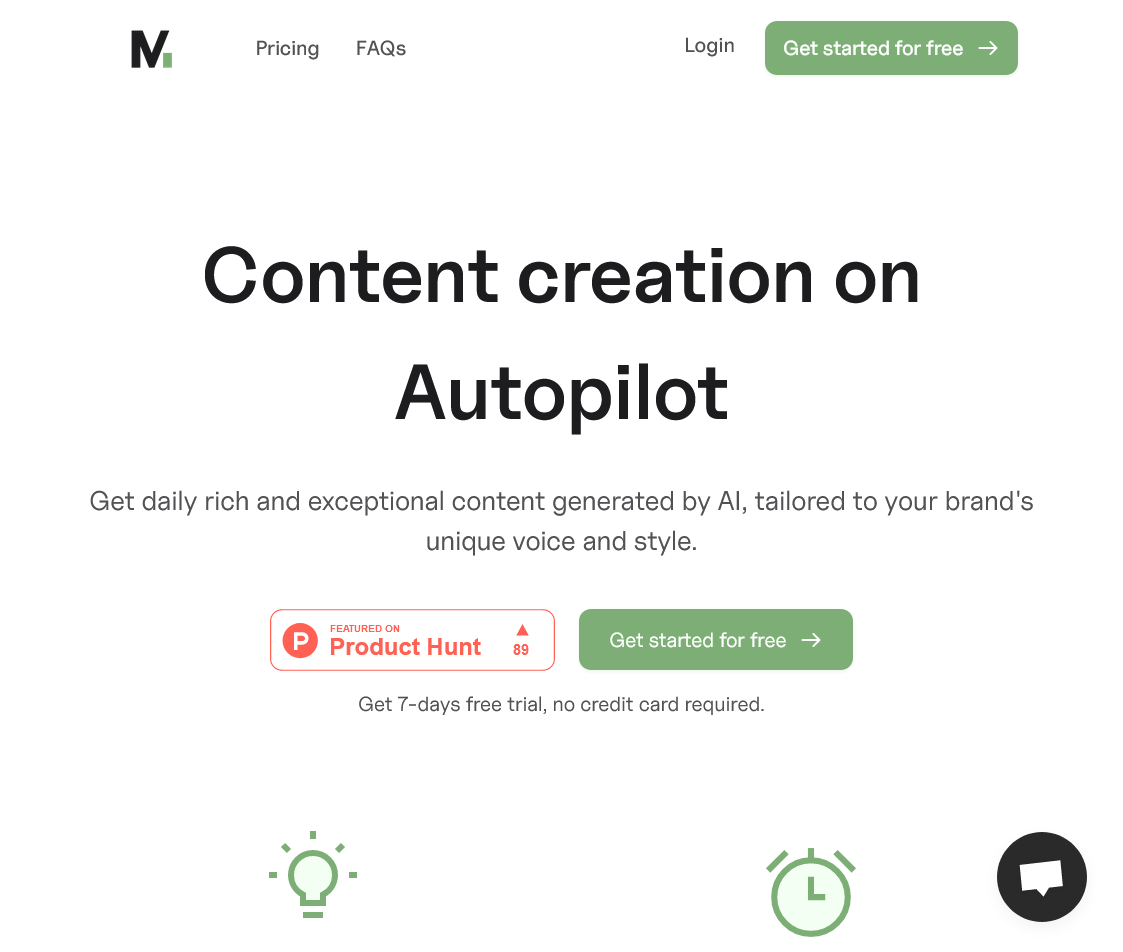 M
Pricing
FAQs
Login
Get started for free
Content creation on
Autopilot
Get daily rich and exceptional content generated by AI, tailored to your brand's
unique voice and style.
P
FEATURED ON
Product Hunt
89
Get started for free
Get 7-days free trial, no credit card required.